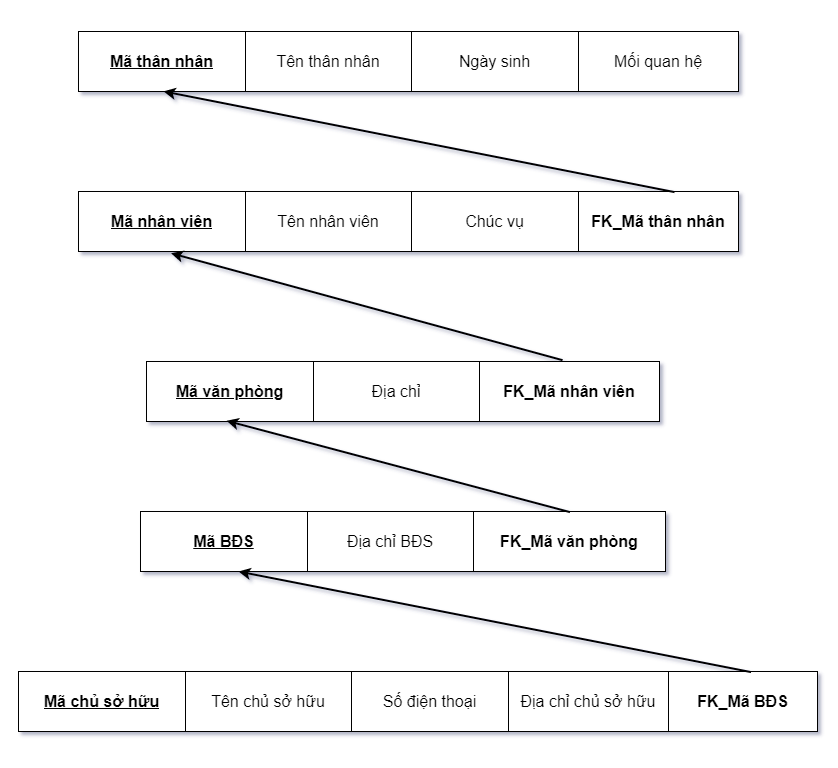 Mã thân nhân Tên thân nhân Ngày sinh Mối quan hệ
Mã nhân viên Tên nhân viên Chúc vụ FK_Mã thân nhân
Mã văn phòng Địa chỉ FK_Mã nhân viên
Mã BĐS Địa chỉ BĐS FK_Mã văn phòng
Mã chủ sở hữu Tên chủ sở hữu Số điện thoại Địa chỉ chủ sở hữu FK_Mã BĐS